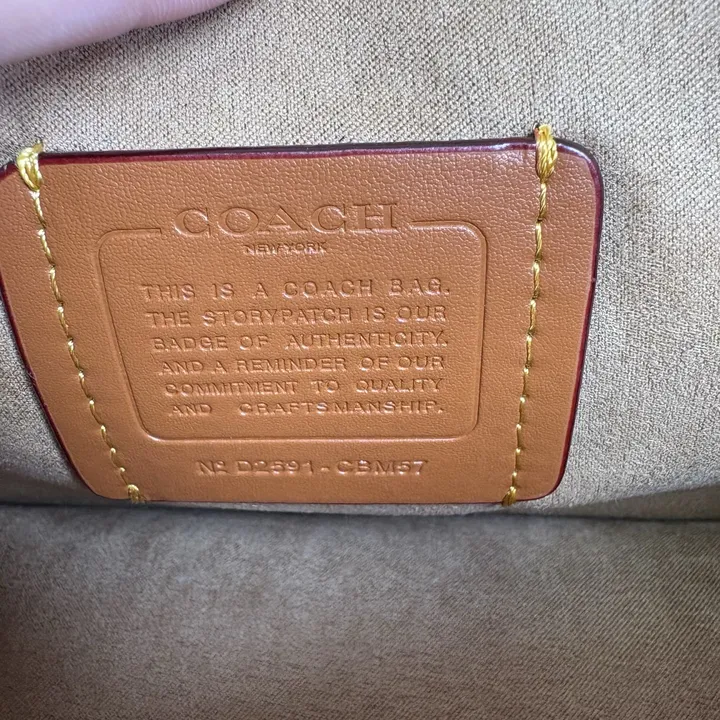 COACH
NEW YORK
THIS IS A COACH BAG.
THE STORYPATCH IS OUR
BADGE OF AUTHENTICITY.
AND A REMINDER OF OUR
COMMITMENT TO QUALITY
AND CRAFTSMANSHIP.
Nº D2591-CBM57